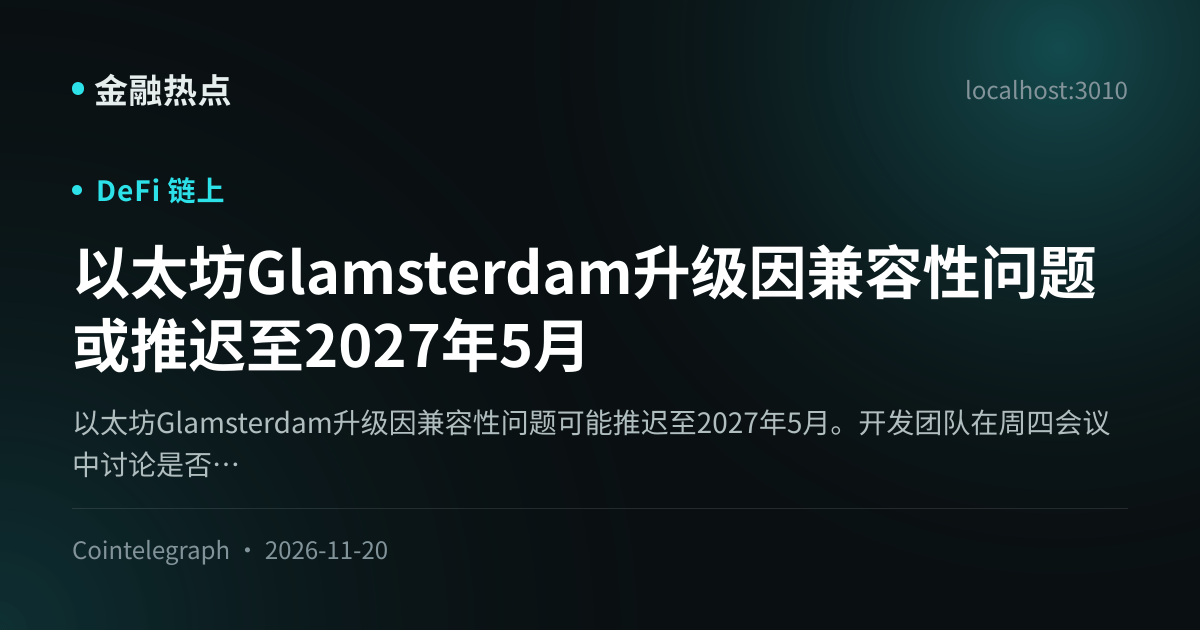 金融热点
localhost:3010
DeFi 链上
以太坊Glamsterdam升级因兼容性问题
或推迟至2027年5月
以太坊Glamsterdam升级因兼容性问题可能推迟至2027年5月。开发团队在周四会议
中讨论是否…
Cointelegraph · 2026-11-20